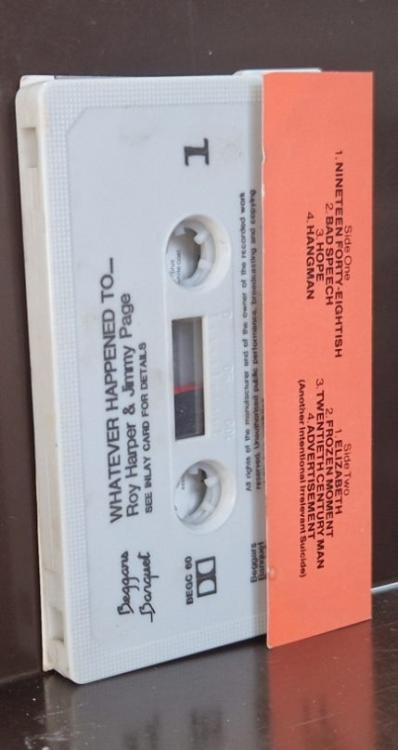 WHATEVER HAPPENED TO_
Roy Harper & Jimmy Page
SEE INLAY CARD FOR DETAILS
1
Beggars
Banquet
BEGC 60
All rights of the manufacturer and of the owner of the recorded work
reserved. Unauthorised public performance, broadcasting and copying
Beggars
Banquet
Side One
1. NINETEEN FORTY-EIGHTISH
2. BAD SPEECH
3. HOPE
4. HANGMAN
Side Two
1. ELIZABETH
2. FROZEN MOMENT
3. TWENTIETH CENTURY MAN
4. ADVERTISEMENT
(Another Intentional Irrelevant Suicide)